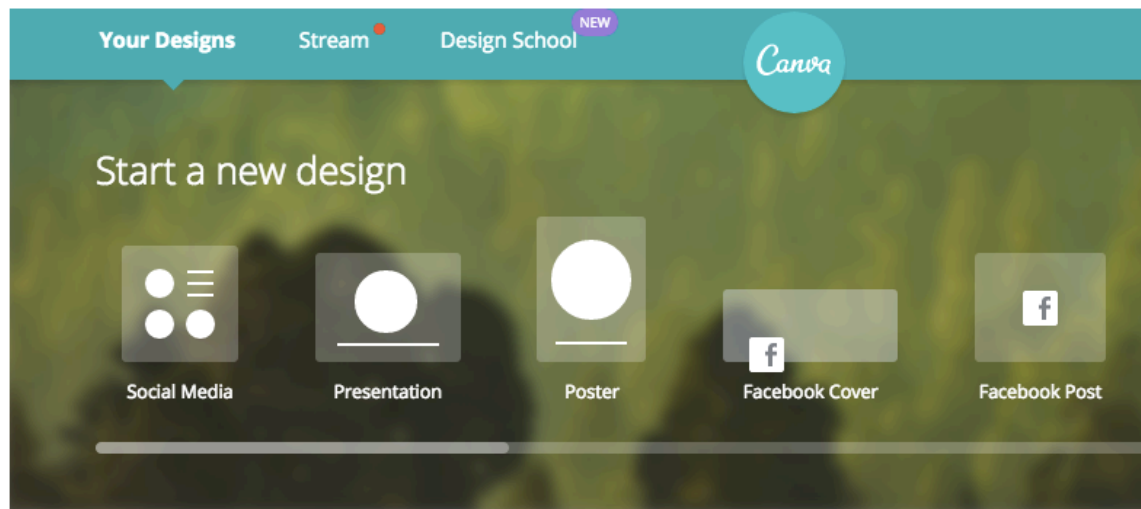 Your Designs Stream Design School NEW
Canva
Start a new design
Social Media Presentation Poster Facebook Cover Facebook Post